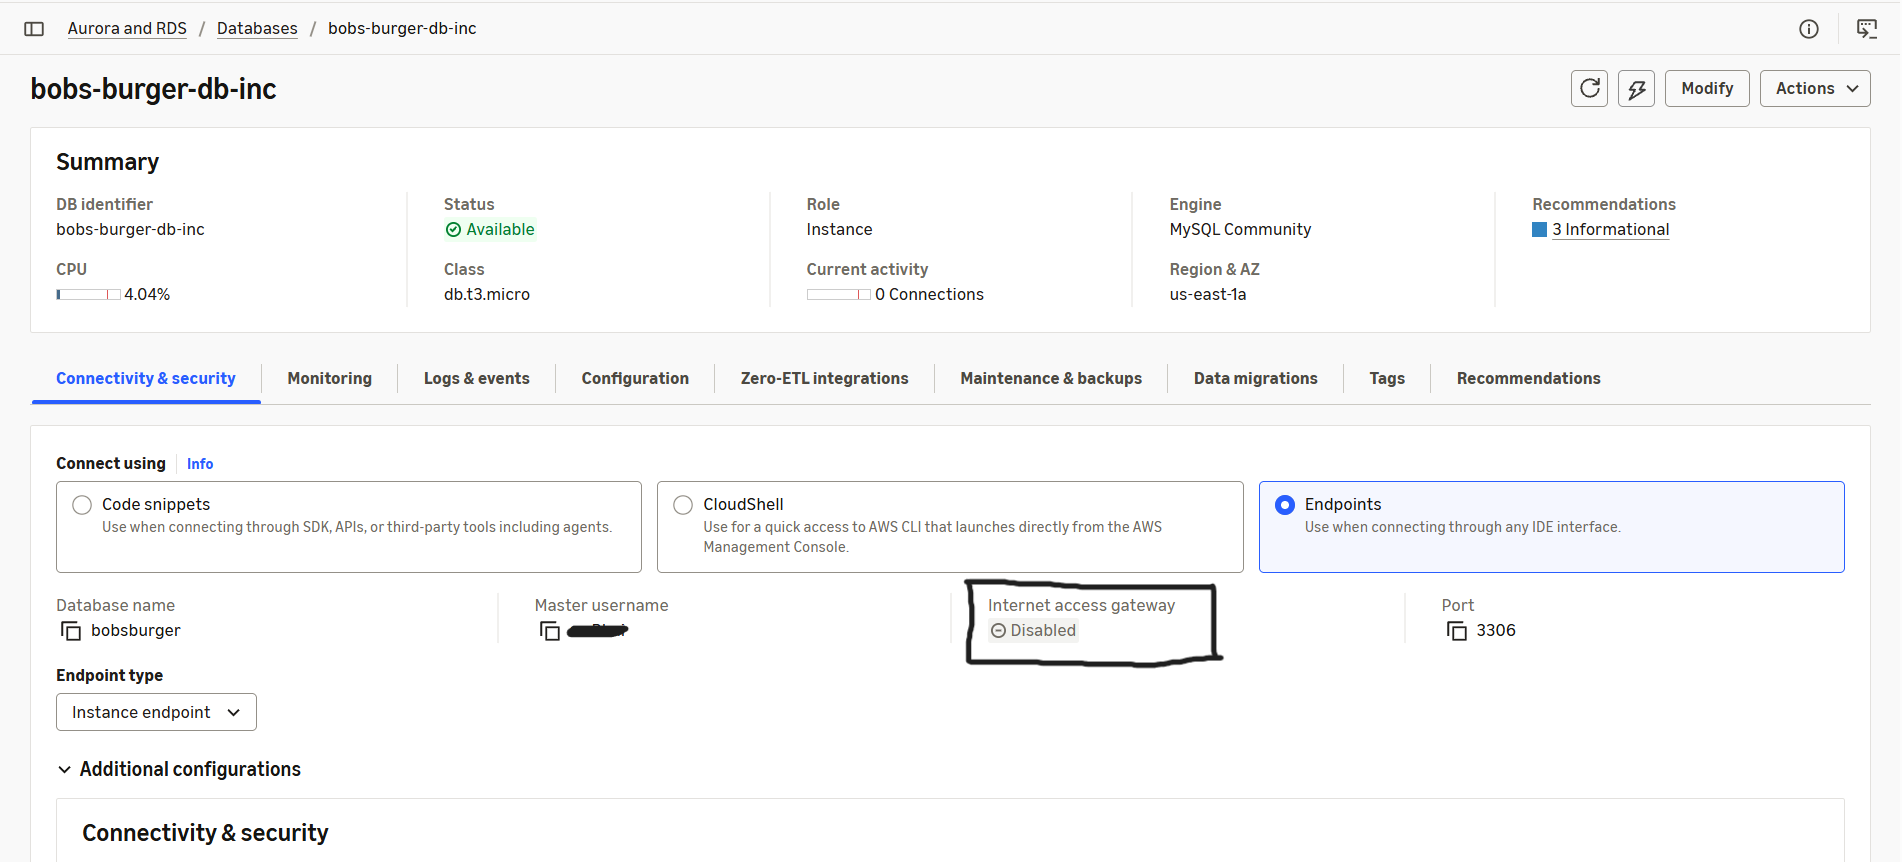 Aurora and RDS / Databases / bobs-burger-db-inc
bobs-burger-db-inc
Modify
Actions
Summary
DB identifier
bobs-burger-db-inc
Status
Available
Role
Instance
Engine
MySQL Community
Recommendations
3 Informational
CPU
4.04%
Class
db.t3.micro
Current activity
0 Connections
Region & AZ
us-east-1a
Connectivity & security
Monitoring
Logs & events
Configuration
Zero-ETL integrations
Maintenance & backups
Data migrations
Tags
Recommendations
Connect using
Info
Code snippets
Use when connecting through SDK, APIs, or third-party tools including agents.
CloudShell
Use for a quick access to AWS CLI that launches directly from the AWS
Management Console.
Endpoints
Use when connecting through any IDE interface.
Database name
bobsburger
Master username
Internet access gateway
Disabled
Port
3306
Endpoint type
Instance endpoint
Additional configurations
Connectivity & security